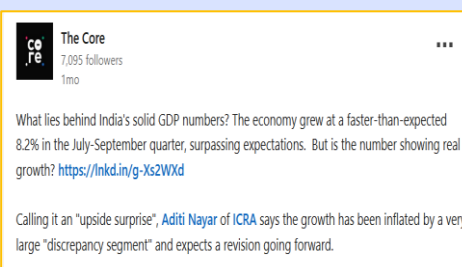 co
re
The Core
7,095 followers
1mo
What lies behind India's solid GDP numbers? The economy grew at a faster-than-expected
8.2% in the July-September quarter, surpassing expectations. But is the number showing real
growth? https://lnkd.in/g-Xs2WXd
Calling it an "upside surprise", Aditi Nayar of ICRA says the growth has been inflated by a very
large "discrepancy segment" and expects a revision going forward.